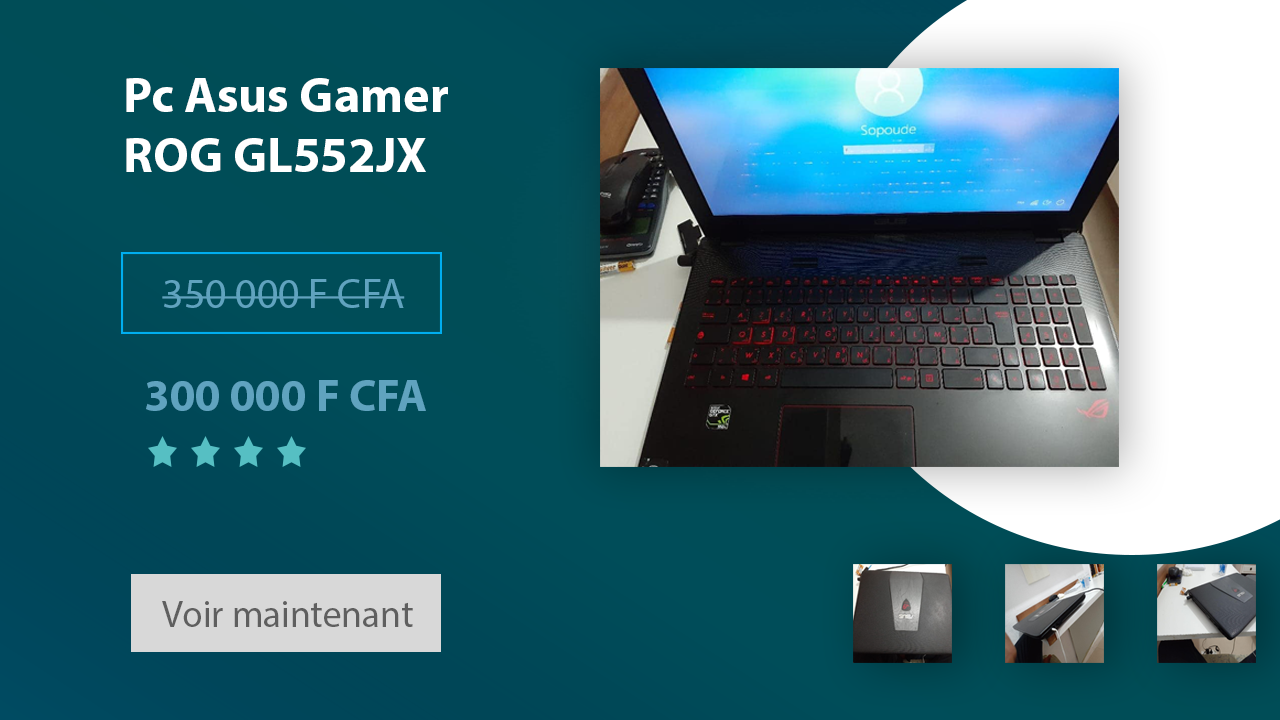 Pc Asus Gamer
ROG GL552JX
350 000 F CFA
300 000 F CFA
Voir maintenant
Sopoude